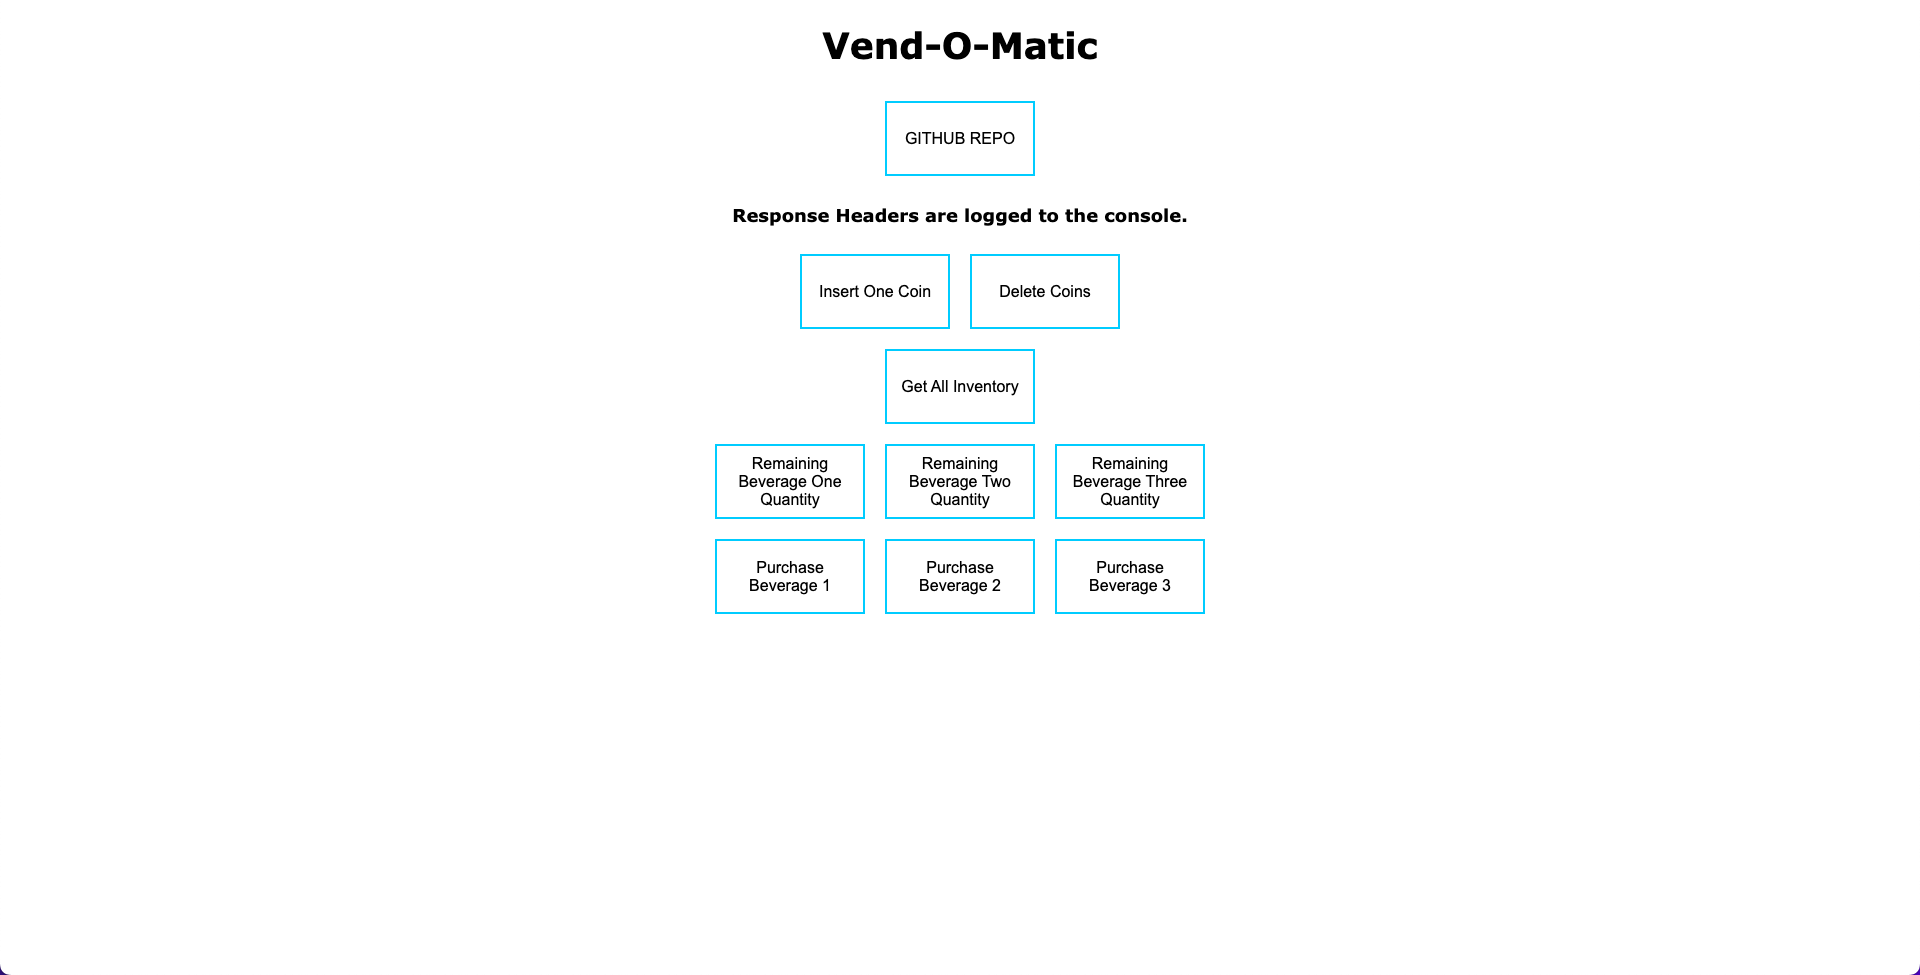 Vend-O-Matic
GITHUB REPO
Response Headers are logged to the console.
Insert One Coin
Delete Coins
Get All Inventory
Remaining
Beverage One
Quantity
Remaining
Beverage Two
Quantity
Remaining
Beverage Three
Quantity
Purchase
Beverage 1
Purchase
Beverage 2
Purchase
Beverage 3